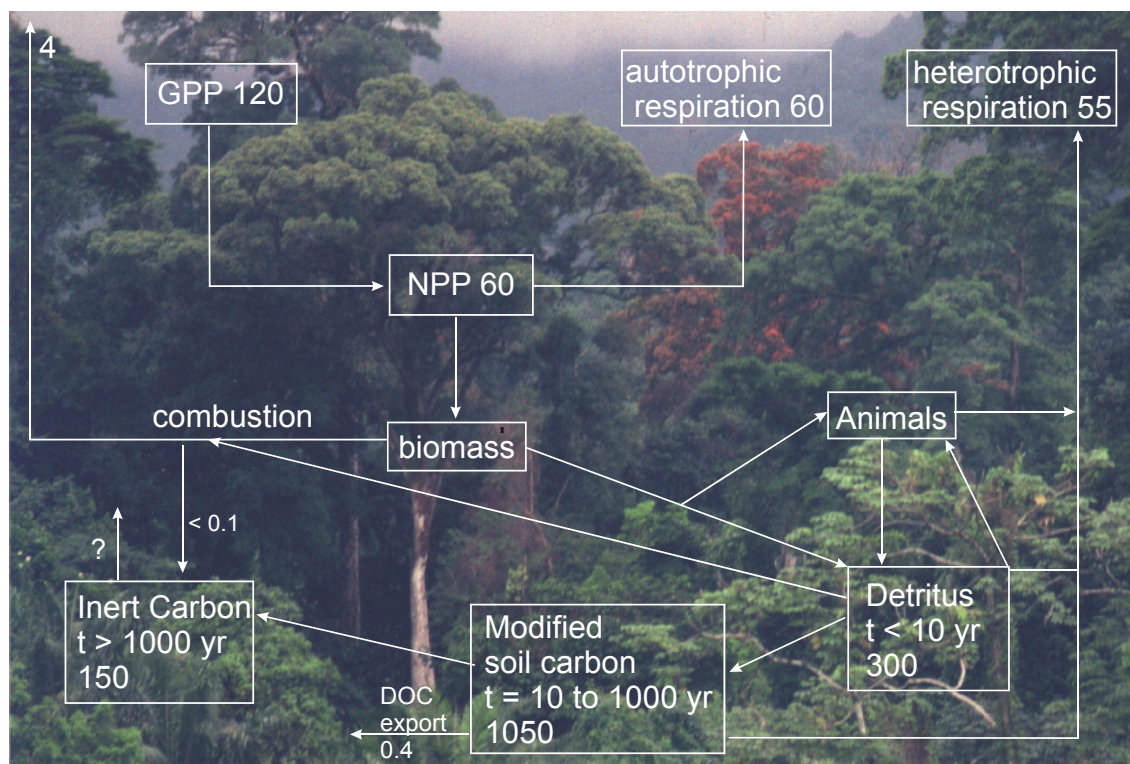 4
GPP 120
autotrophic
respiration 60
heterotrophic
respiration 55
NPP 60
combustion
biomass
Animals
< 0.1
?
Inert Carbon
t > 1000 yr
150
Modified
soil carbon
t = 10 to 1000 yr
1050
Detritus
t < 10 yr
300
DOC
export
0.4